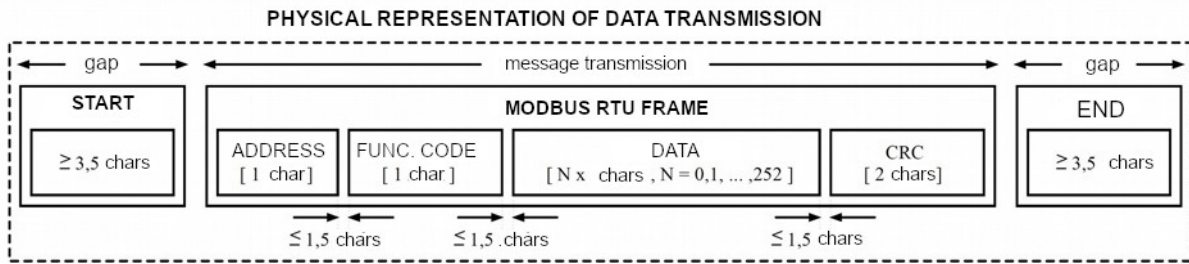 PHYSICAL REPRESENTATION OF DATA TRANSMISSION
gap message transmission gap
START MODBUS RTU FRAME END
≥ 3,5 chars
ADDRESS FUNC. CODE DATA CRC
[ 1 char] [ 1 char ] [ N x chars , N = 0,1, ... ,252 ] [ 2 chars]
≥ 3,5 chars
≤ 1,5 chars ≤ 1,5 .chars ≤ 1,5 chars